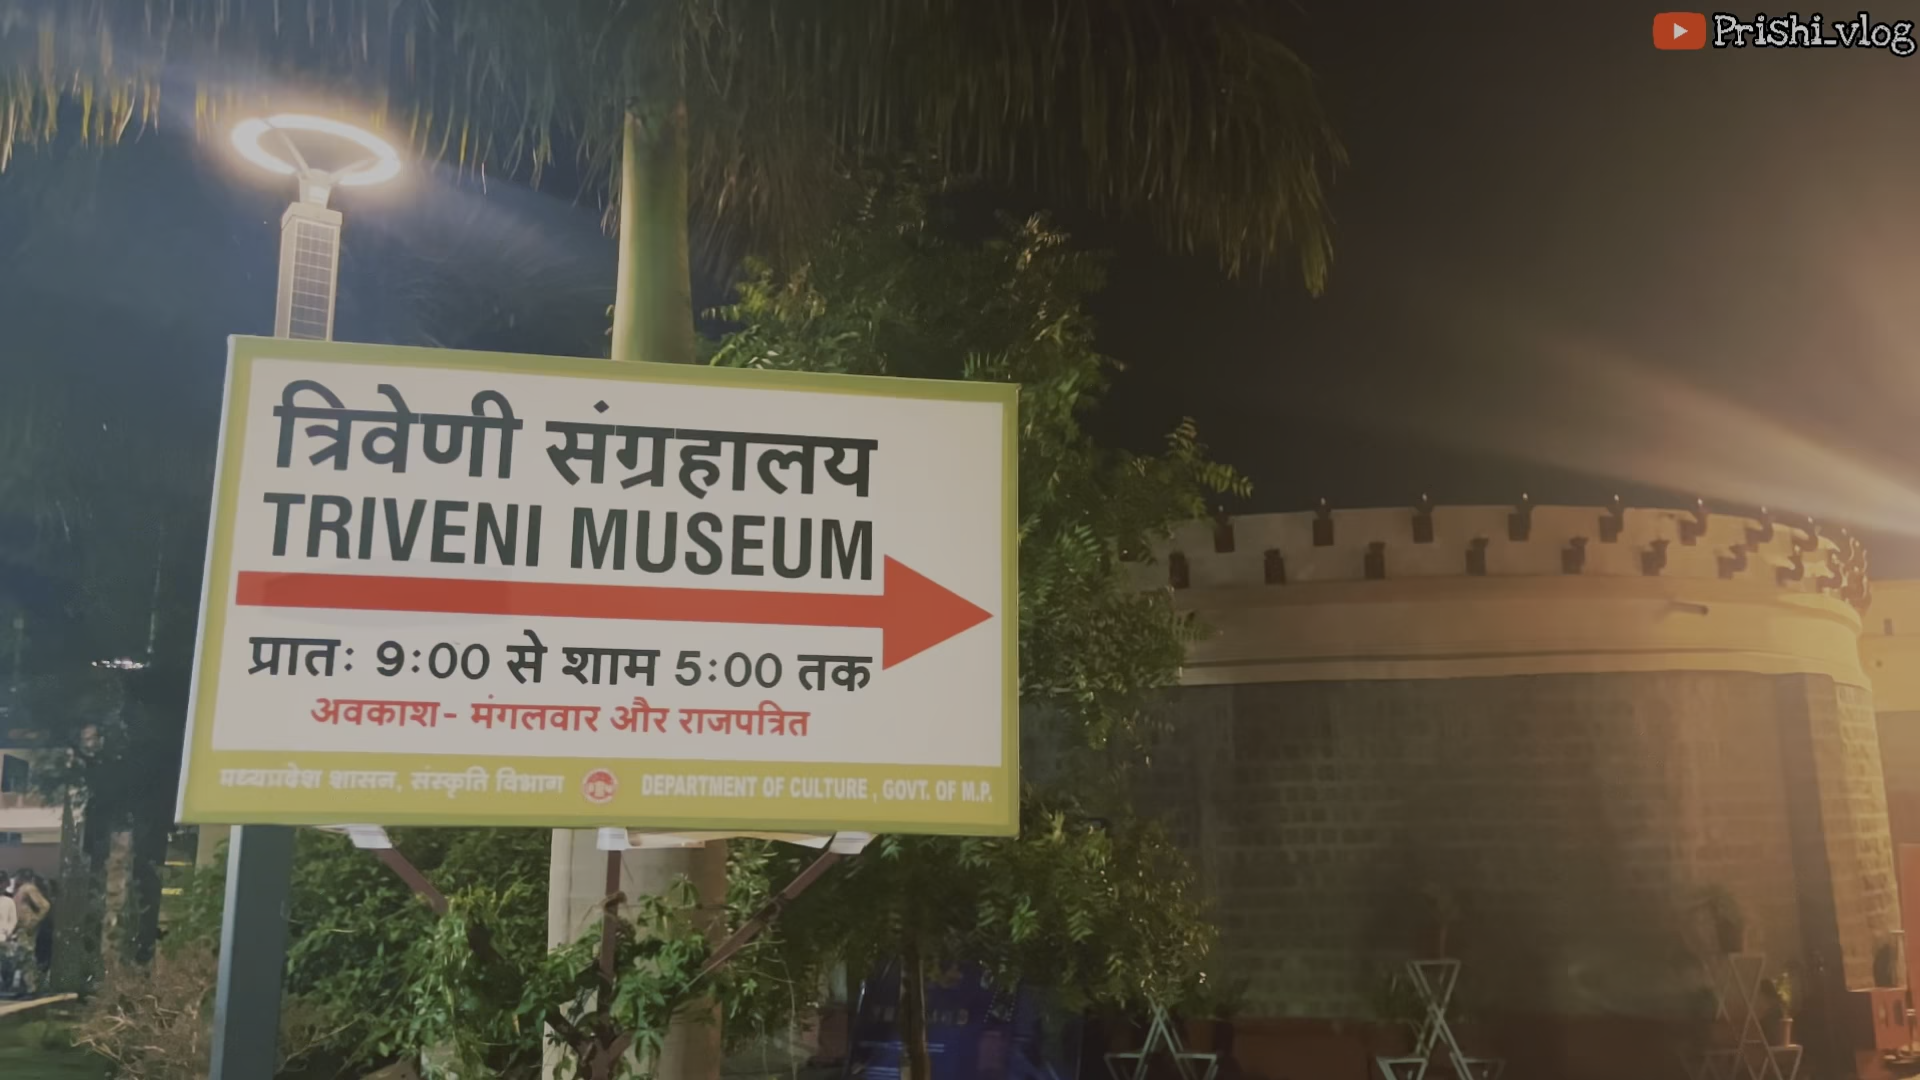 Prishi_vlog
त्रिवेणी संग्रहालय
TRIVENI MUSEUM
प्रातः 9:00 से शाम 5:00 तक
अवकाश- मंगलवार और राजपत्रित
मध्यप्रदेश शासन, संस्कृति विभाग DEPARTMENT OF CULTURE, GOVT. OF M.P.